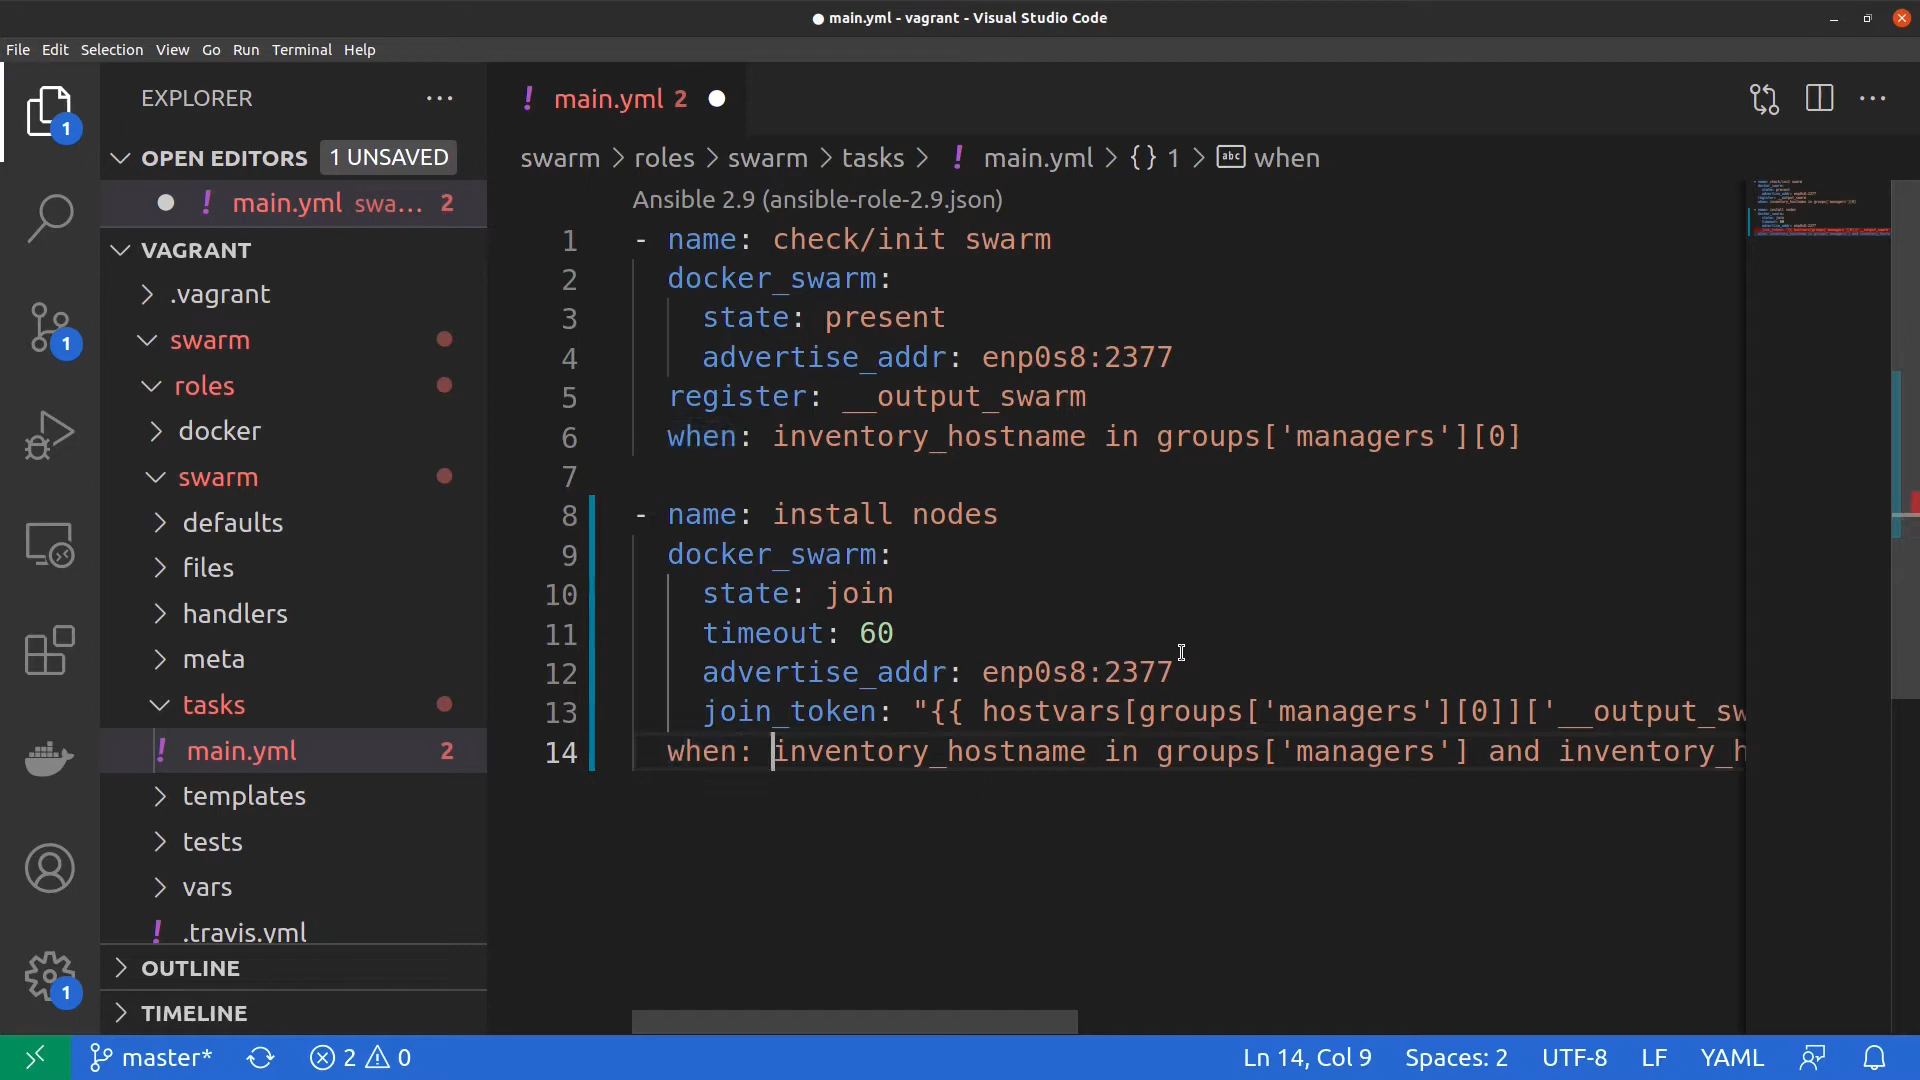 main.yml - vagrant - Visual Studio Code
File Edit Selection View Go Run Terminal Help
EXPLORER
1
OPEN EDITORS 1 UNSAVED
main.yml swa... 2
VAGRANT
.vagrant
swarm
1
roles
docker
swarm
defaults
files
handlers
meta
tasks
main.yml 2
templates
tests
vars
.travis.yml
OUTLINE
1
TIMELINE
main.yml 2
swarm > roles > swarm > tasks > main.yml > {} 1 > abc when
Ansible 2.9 (ansible-role-2.9.json)
1 - name: check/init swarm
2 docker_swarm:
3 state: present
4 advertise_addr: enp0s8:2377
5 register: __output_swarm
6 when: inventory_hostname in groups['managers'][0]
7
8 - name: install nodes
9 docker_swarm:
10 state: join
11 timeout: 60
12 advertise_addr: enp0s8:2377
13 join_token: "{{ hostvars[groups['managers'][0]]['__output_sw
14 when: inventory_hostname in groups['managers'] and inventory_h
master* 2 0 Ln 14, Col 9 Spaces: 2 UTF-8 LF YAML